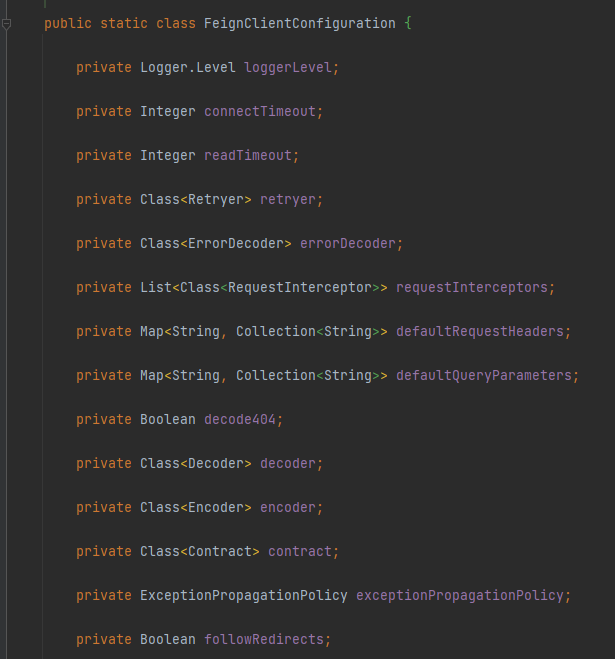 public static class FeignClientConfiguration {
private Logger.Level loggerLevel;
private Integer connectTimeout;
private Integer readTimeout;
private Class<Retryer> retryer;
private Class<ErrorDecoder> errorDecoder;
private List<Class<RequestInterceptor>> requestInterceptors;
private Map<String, Collection<String>> defaultRequestHeaders;
private Map<String, Collection<String>> defaultQueryParameters;
private Boolean decode404;
private Class<Decoder> decoder;
private Class<Encoder> encoder;
private Class<Contract> contract;
private ExceptionPropagationPolicy exceptionPropagationPolicy;
private Boolean followRedirects;